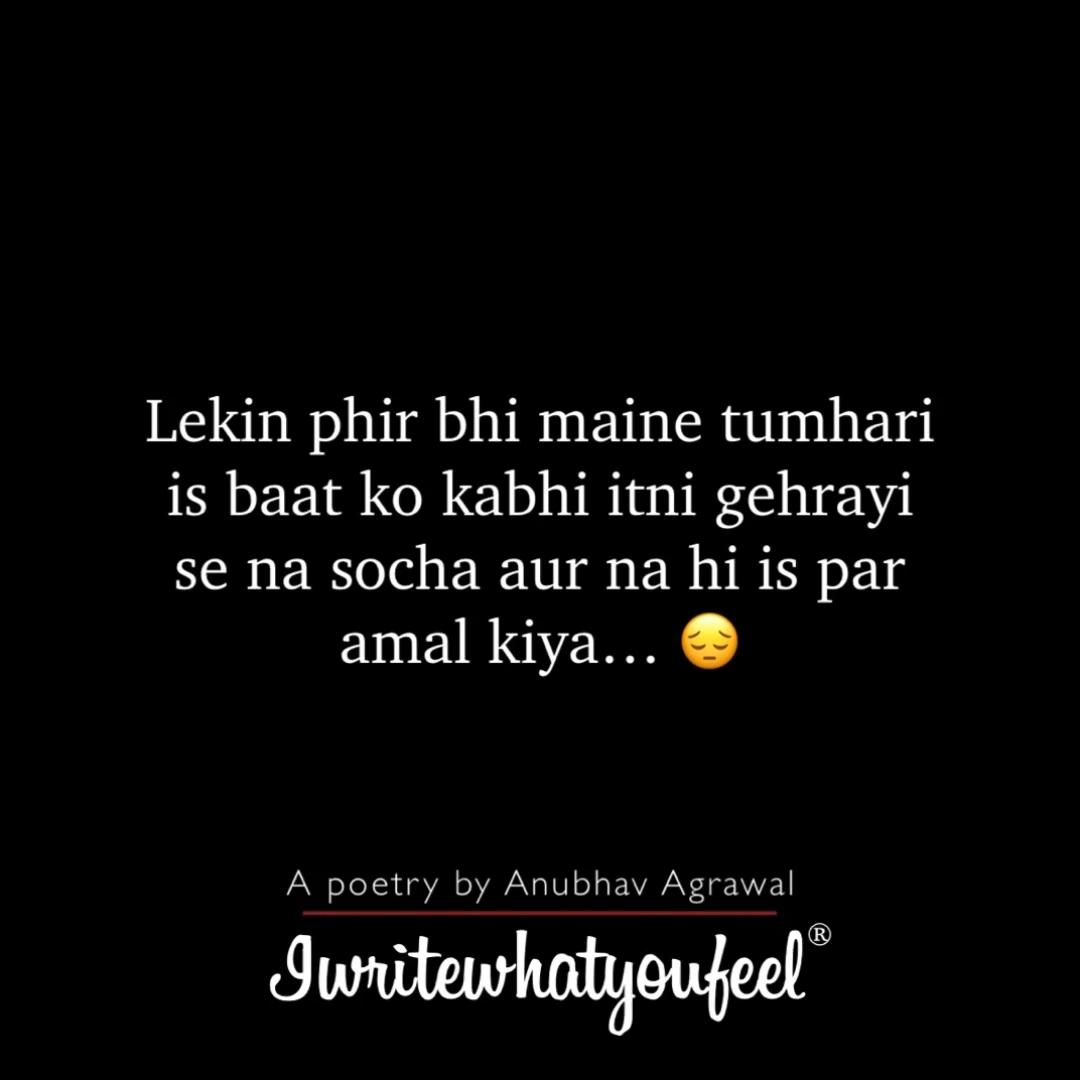 Lekin phir bhi maine tumhari
is baat ko kabhi itni gehrayi
se na socha aur na hi is par
amal kiya… 😔
A poetry by Anubhav Agrawal
Iwritewhatyoufeel®